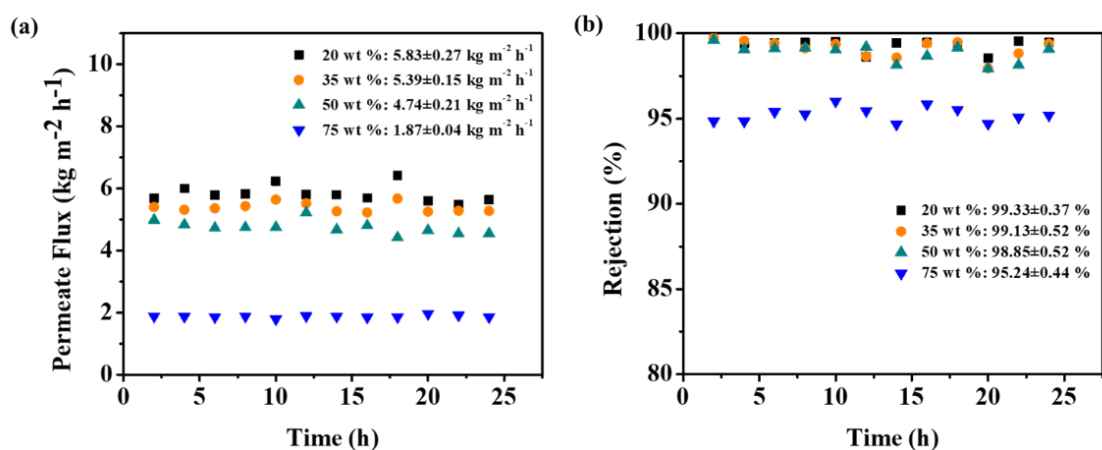 (a)
Permeate Flux (kg m⁻² h⁻¹)
10
8
6
4
2
0
20 wt %: 5.83±0.27 kg m⁻² h⁻¹
35 wt %: 5.39±0.15 kg m⁻² h⁻¹
50 wt %: 4.74±0.21 kg m⁻² h⁻¹
75 wt %: 1.87±0.04 kg m⁻² h⁻¹
0 5 10 15 20 25
Time (h)
(b)
Rejection (%)
100
95
90
85
80
20 wt %: 99.33±0.37 %
35 wt %: 99.13±0.52 %
50 wt %: 98.85±0.52 %
75 wt %: 95.24±0.44 %
0 5 10 15 20 25
Time (h)